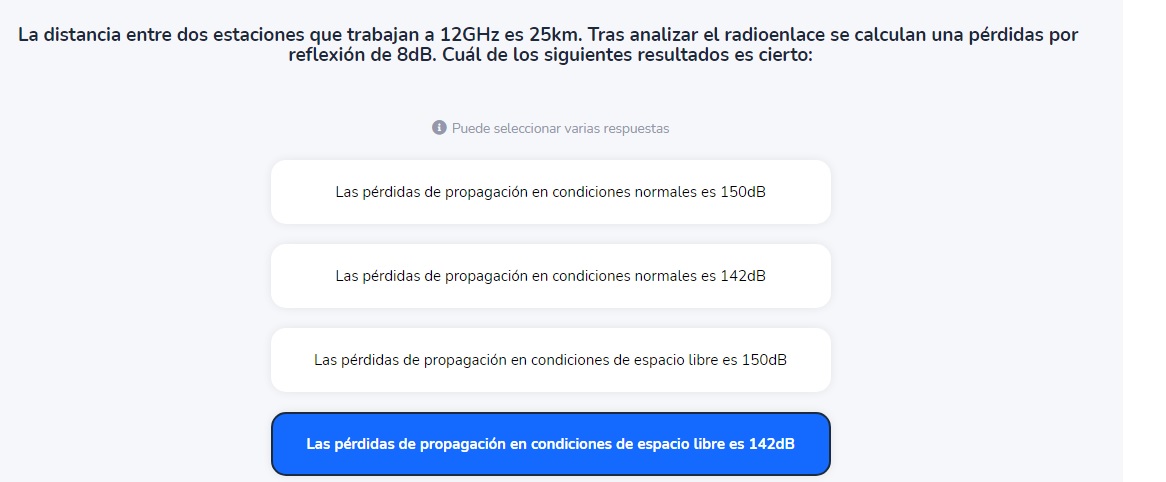 La distancia entre dos estaciones que trabajan a 12GHz es 25km. Tras analizar el radioenlace se calculan una pérdidas por
reflexión de 8dB. Cuál de los siguientes resultados es cierto:
Puede seleccionar varias respuestas
Las pérdidas de propagación en condiciones normales es 150dB
Las pérdidas de propagación en condiciones normales es 142dB
Las pérdidas de propagación en condiciones de espacio libre es 150dB
Las pérdidas de propagación en condiciones de espacio libre es 142dB